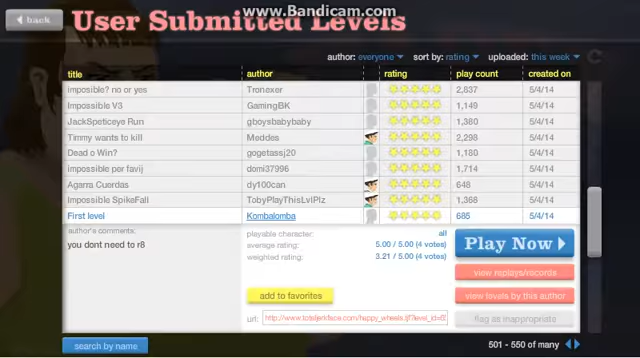 www.Bandicam.com
back
User Submitted Levels
author: everyone sort by: rating uploaded: this week
title author rating play count created on
imposible? no or yes Tronexer 2,837 5/4/14
Impossible V3 GamingBK 1,149 5/4/14
JackSpeticeye Run gboysbabybaby 1,380 5/4/14
Timmy wants to kill Meddes 2,298 5/4/14
Dead o Win? gogetassj20 1,180 5/4/14
impossible por favij domi37996 1,714 5/4/14
Agarra Cuerdas dy100can 648 5/4/14
Impossible SpikeFall TobyPlayThisLvlPlz 1,368 5/4/14
First level Kombalomba 685 5/4/14
author's comments:
you dont need to r8
playable character: all
average rating: 5.00 / 5.00 (4 votes)
weighted rating: 3.21 / 5.00 (4 votes)
Play Now
view replays/records
add to favorites
view levels by this author
url: http://www.totaljerkface.com/happy_wheels.tjf?level_id=
flag as inappropriate
search by name
501 - 550 of many